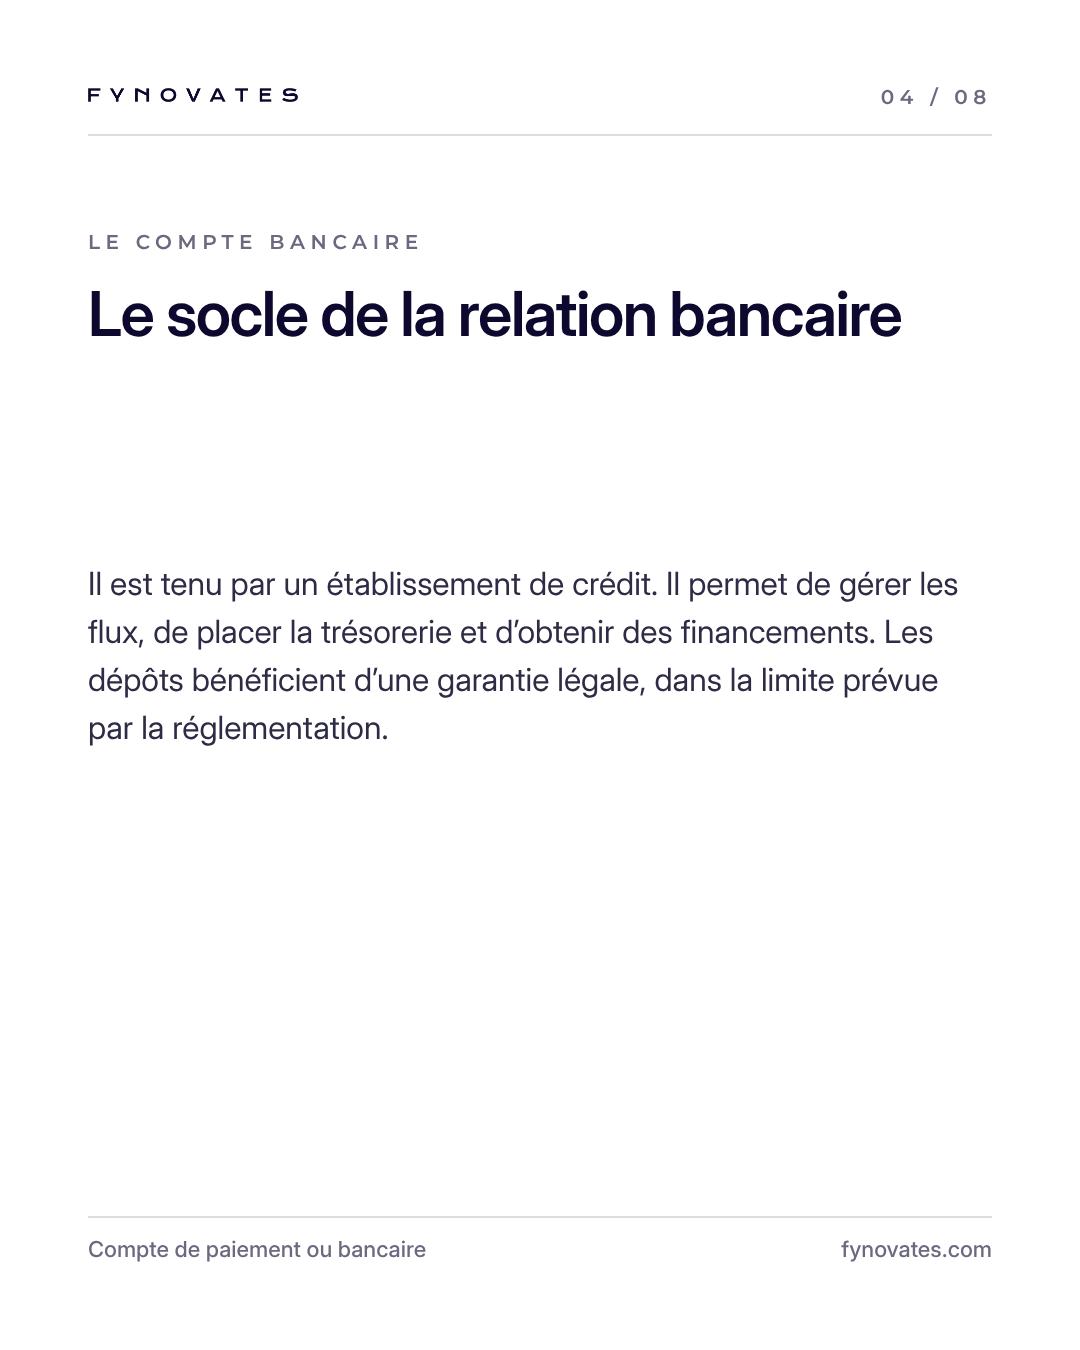 FYNOVATES
04 / 08
LE COMPTE BANCAIRE
Le socle de la relation bancaire
Il est tenu par un établissement de crédit. Il permet de gérer les
flux, de placer la trésorerie et d’obtenir des financements. Les
dépôts bénéficient d’une garantie légale, dans la limite prévue
par la réglementation.
Compte de paiement ou bancaire
fynovates.com